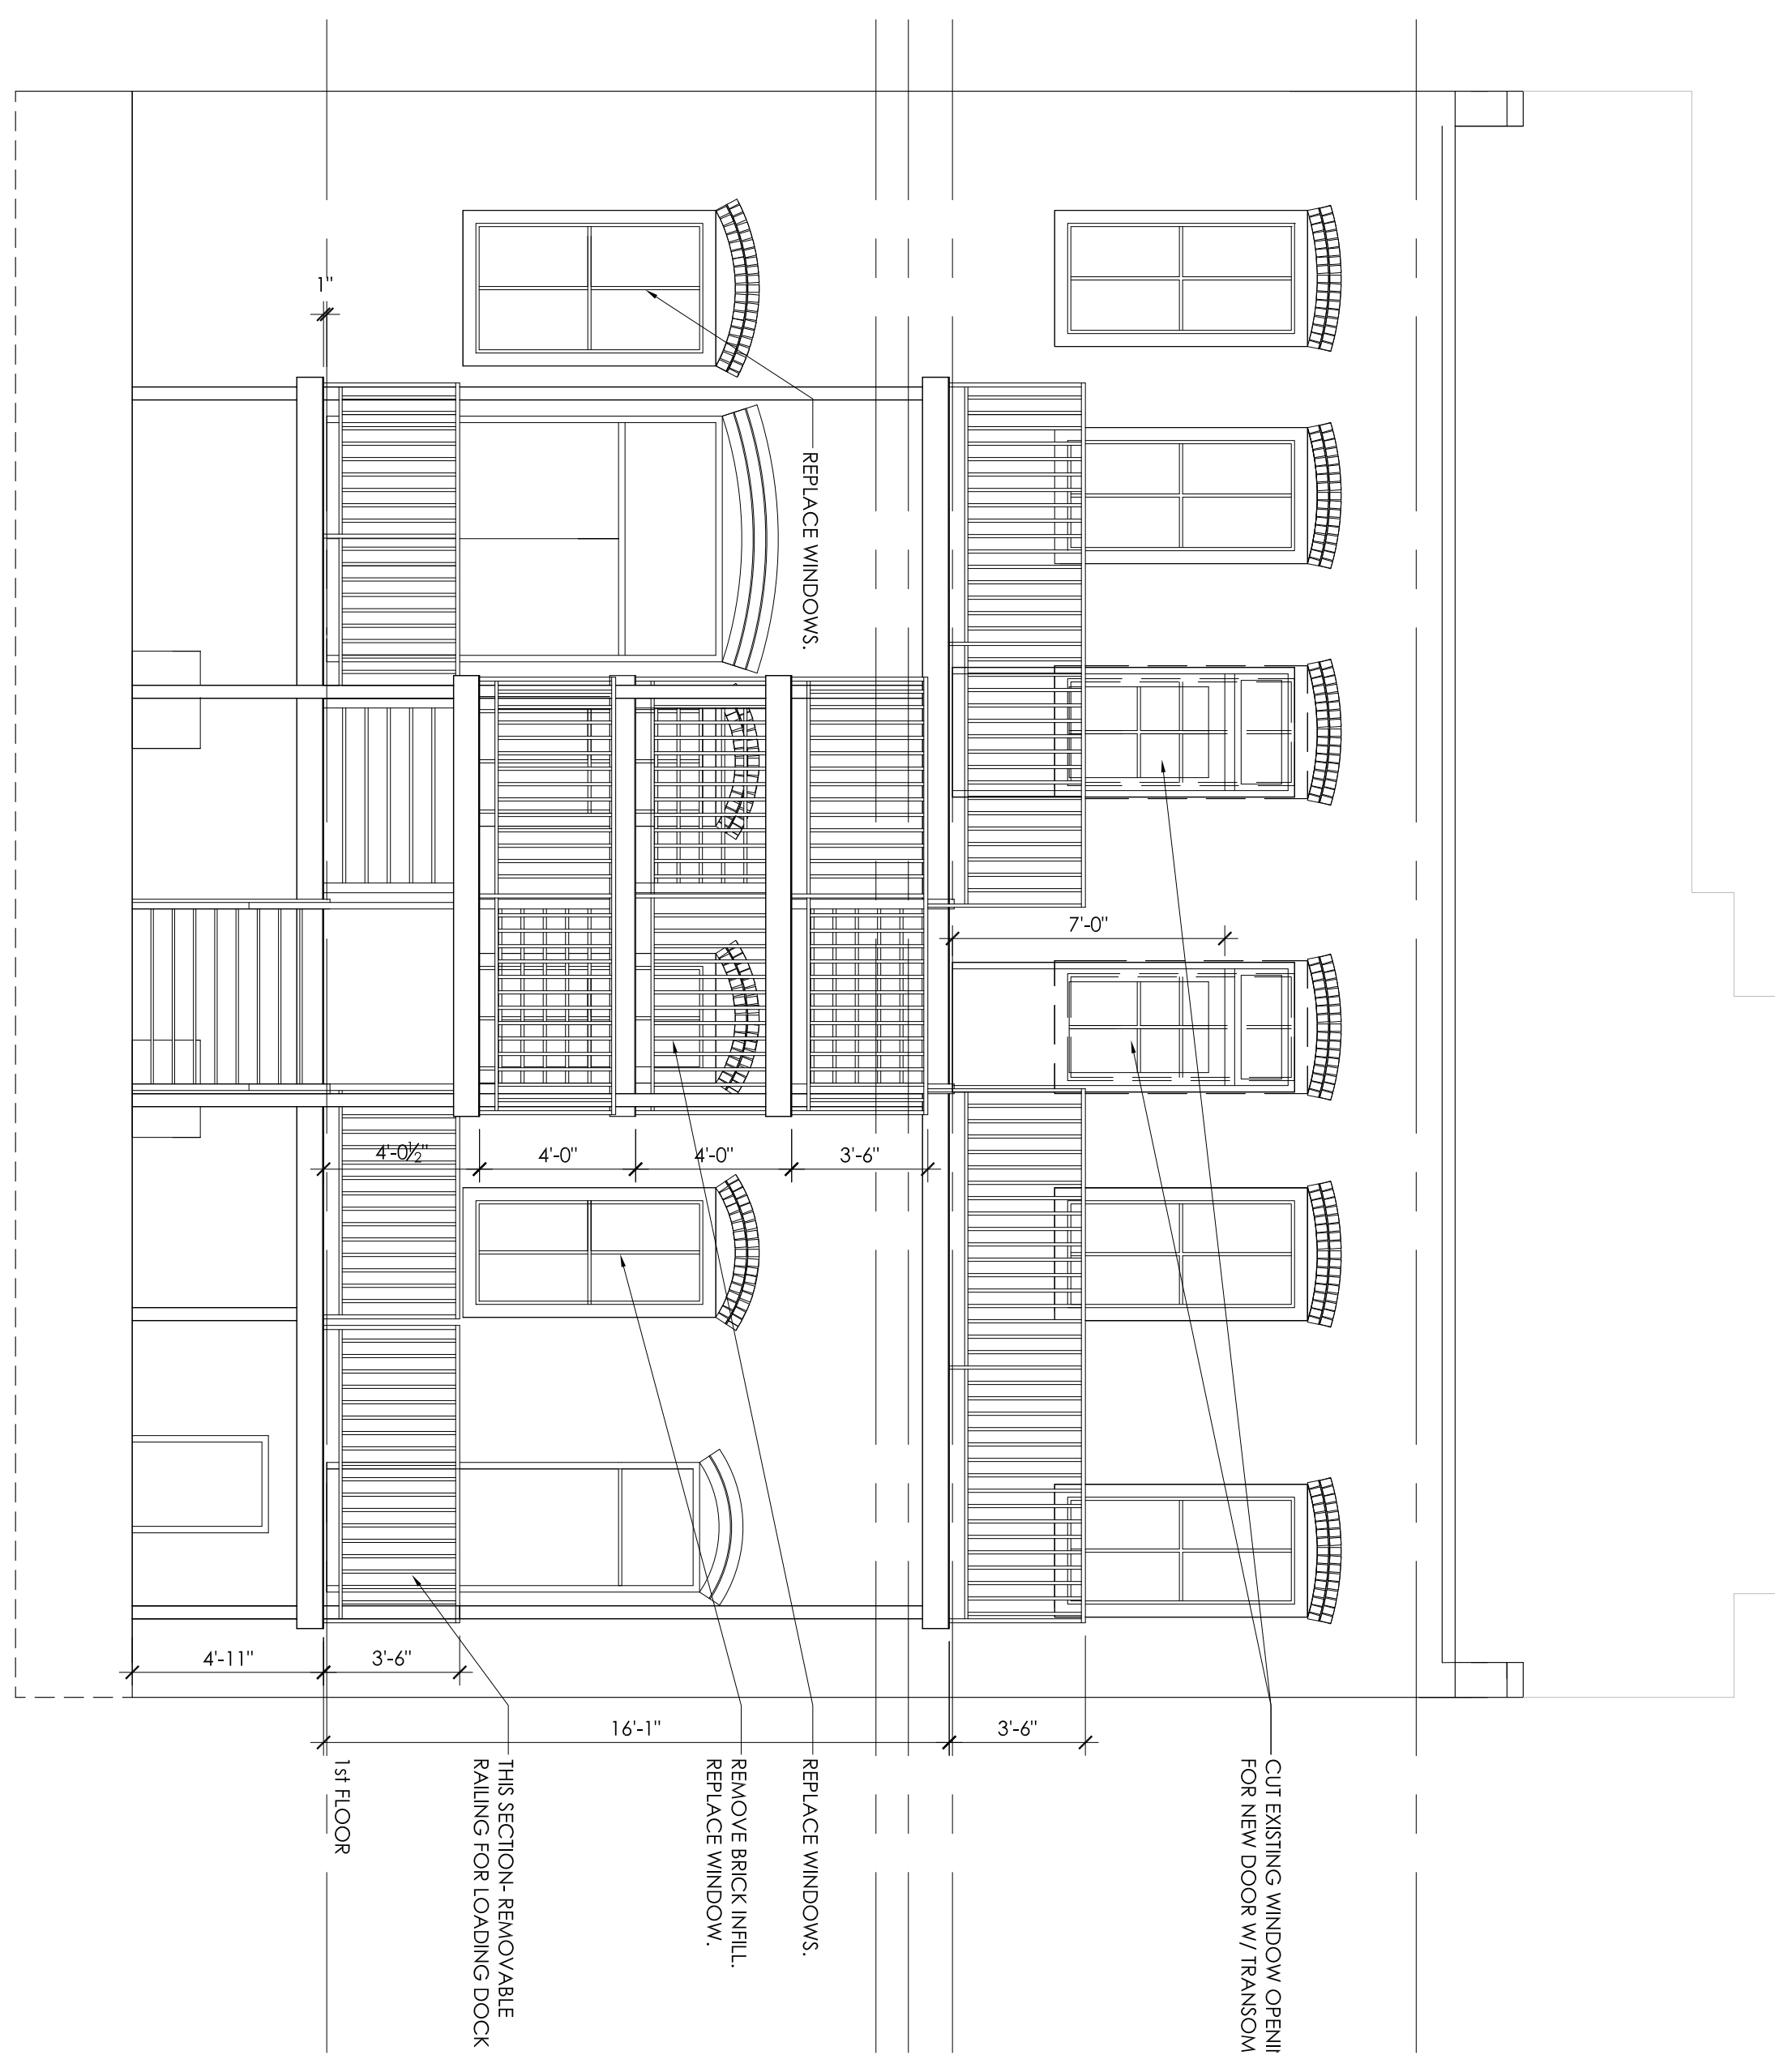 1"
REPLACE WINDOWS.
7'-0"
4'-0½"
4'-0"
4'-0"
3'-6"
4'-11"
3'-6"
16'-1"
3'-6"
CUT EXISTING WINDOW
FOR NEW DOOR W/ TRANSOM
REPLACE WINDOWS.
REMOVE BRICK INFILL.
REPLACE WINDOW.
THIS SECTION- REMOVABLE
RAILING FOR LOADING DOCK
1st FLOOR